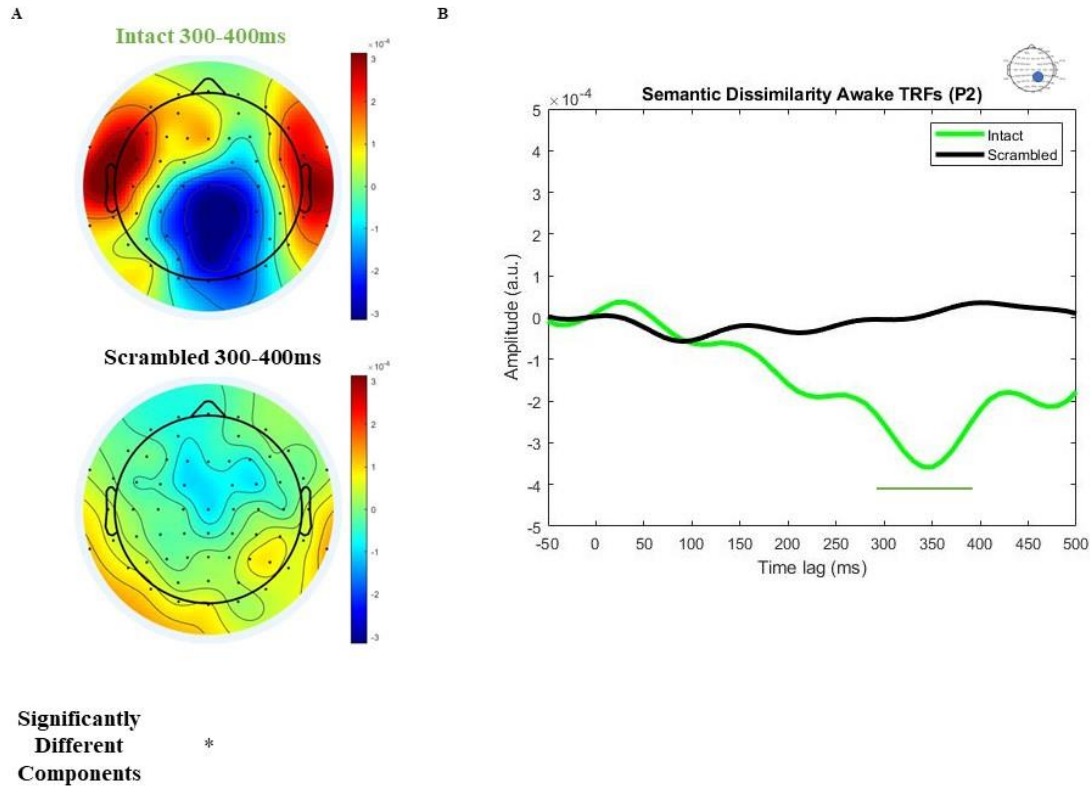 A
B
Intact 300-400ms
×10⁻⁴
3
2
1
0
-1
-2
-3
Scrambled 300-400ms
×10⁻⁴
3
2
1
0
-1
-2
-3
Significantly
Different
Components
*
Semantic Dissimilarity Awake TRFs (P2)
×10⁻⁴
Intact
Scrambled
5
4
3
2
1
0
-1
-2
-3
-4
-5
Amplitude (a.u.)
-50 0 50 100 150 200 250 300 350 400 450 500
Time lag (ms)